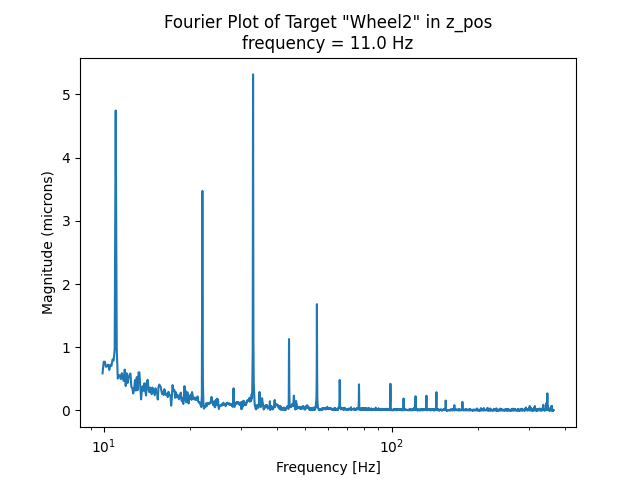 Fourier Plot of Target "Wheel2" in z_pos
frequency = 11.0 Hz
Magnitude (microns)
5
4
3
2
1
0
10¹
10²
Frequency [Hz]